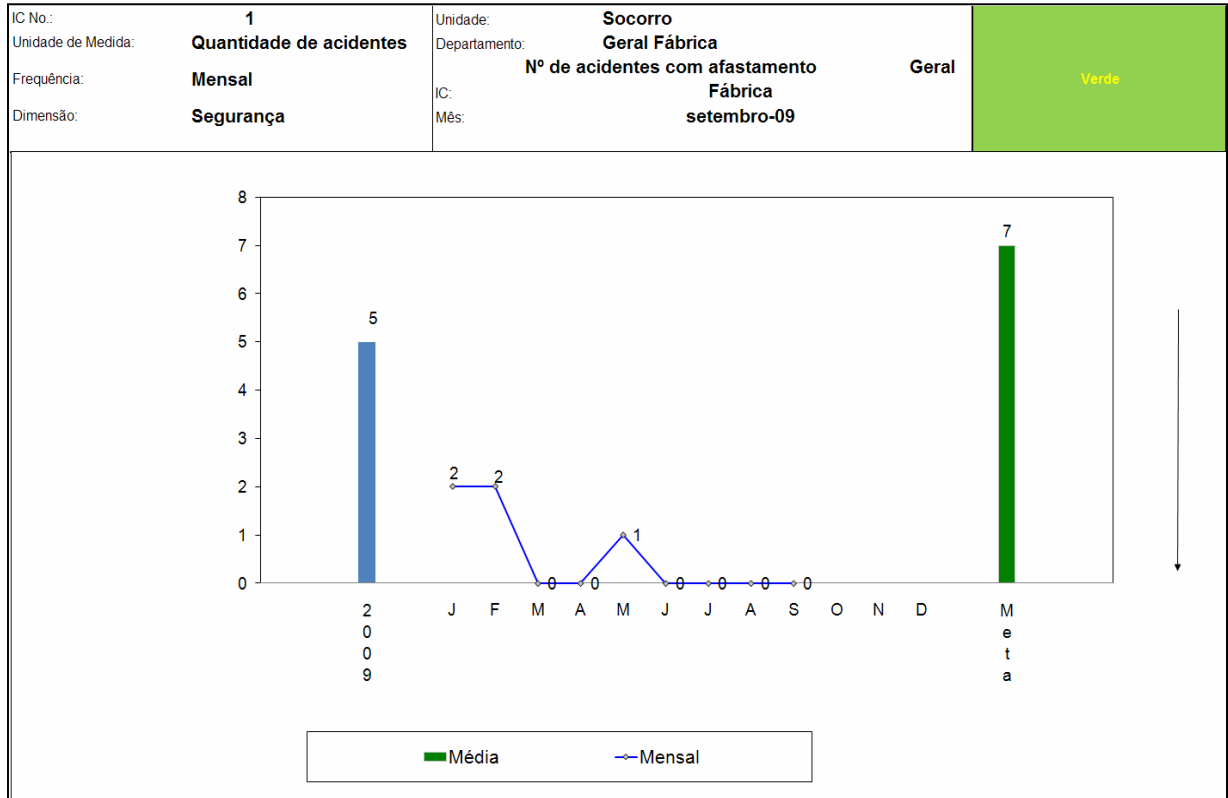 IC No.: 1
Unidade de Medida: Quantidade de acidentes
Frequência: Mensal
Dimensão: Segurança
Unidade: Socorro
Departamento: Geral Fábrica
Nº de acidentes com afastamento Geral
IC: Fábrica
Mês: setembro-09
Verde
8
7
6
5
4
3
2
1
0
5
2 2 0 0 1 0 0 0 0
7
2009 J F M A M J J A S O N D Meta
Média Mensal